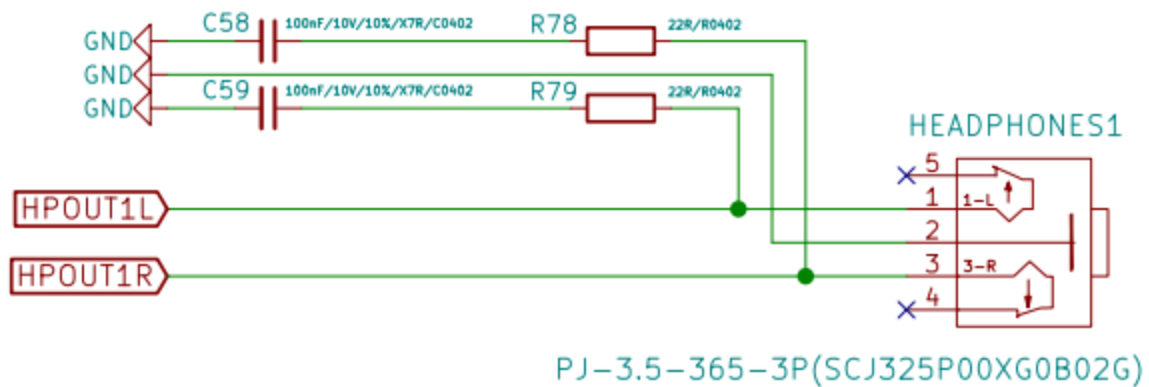 C58 100nF/10V/10%/X7R/C0402 R78 22R/R0402
GND
GND
GND
C59 100nF/10V/10%/X7R/C0402 R79 22R/R0402
HEADPHONES1
5
HPOUT1L 1 1-L
2
HPOUT1R 3 3-R
4
PJ-3.5-365-3P(SCJ325P00XG0B02G)